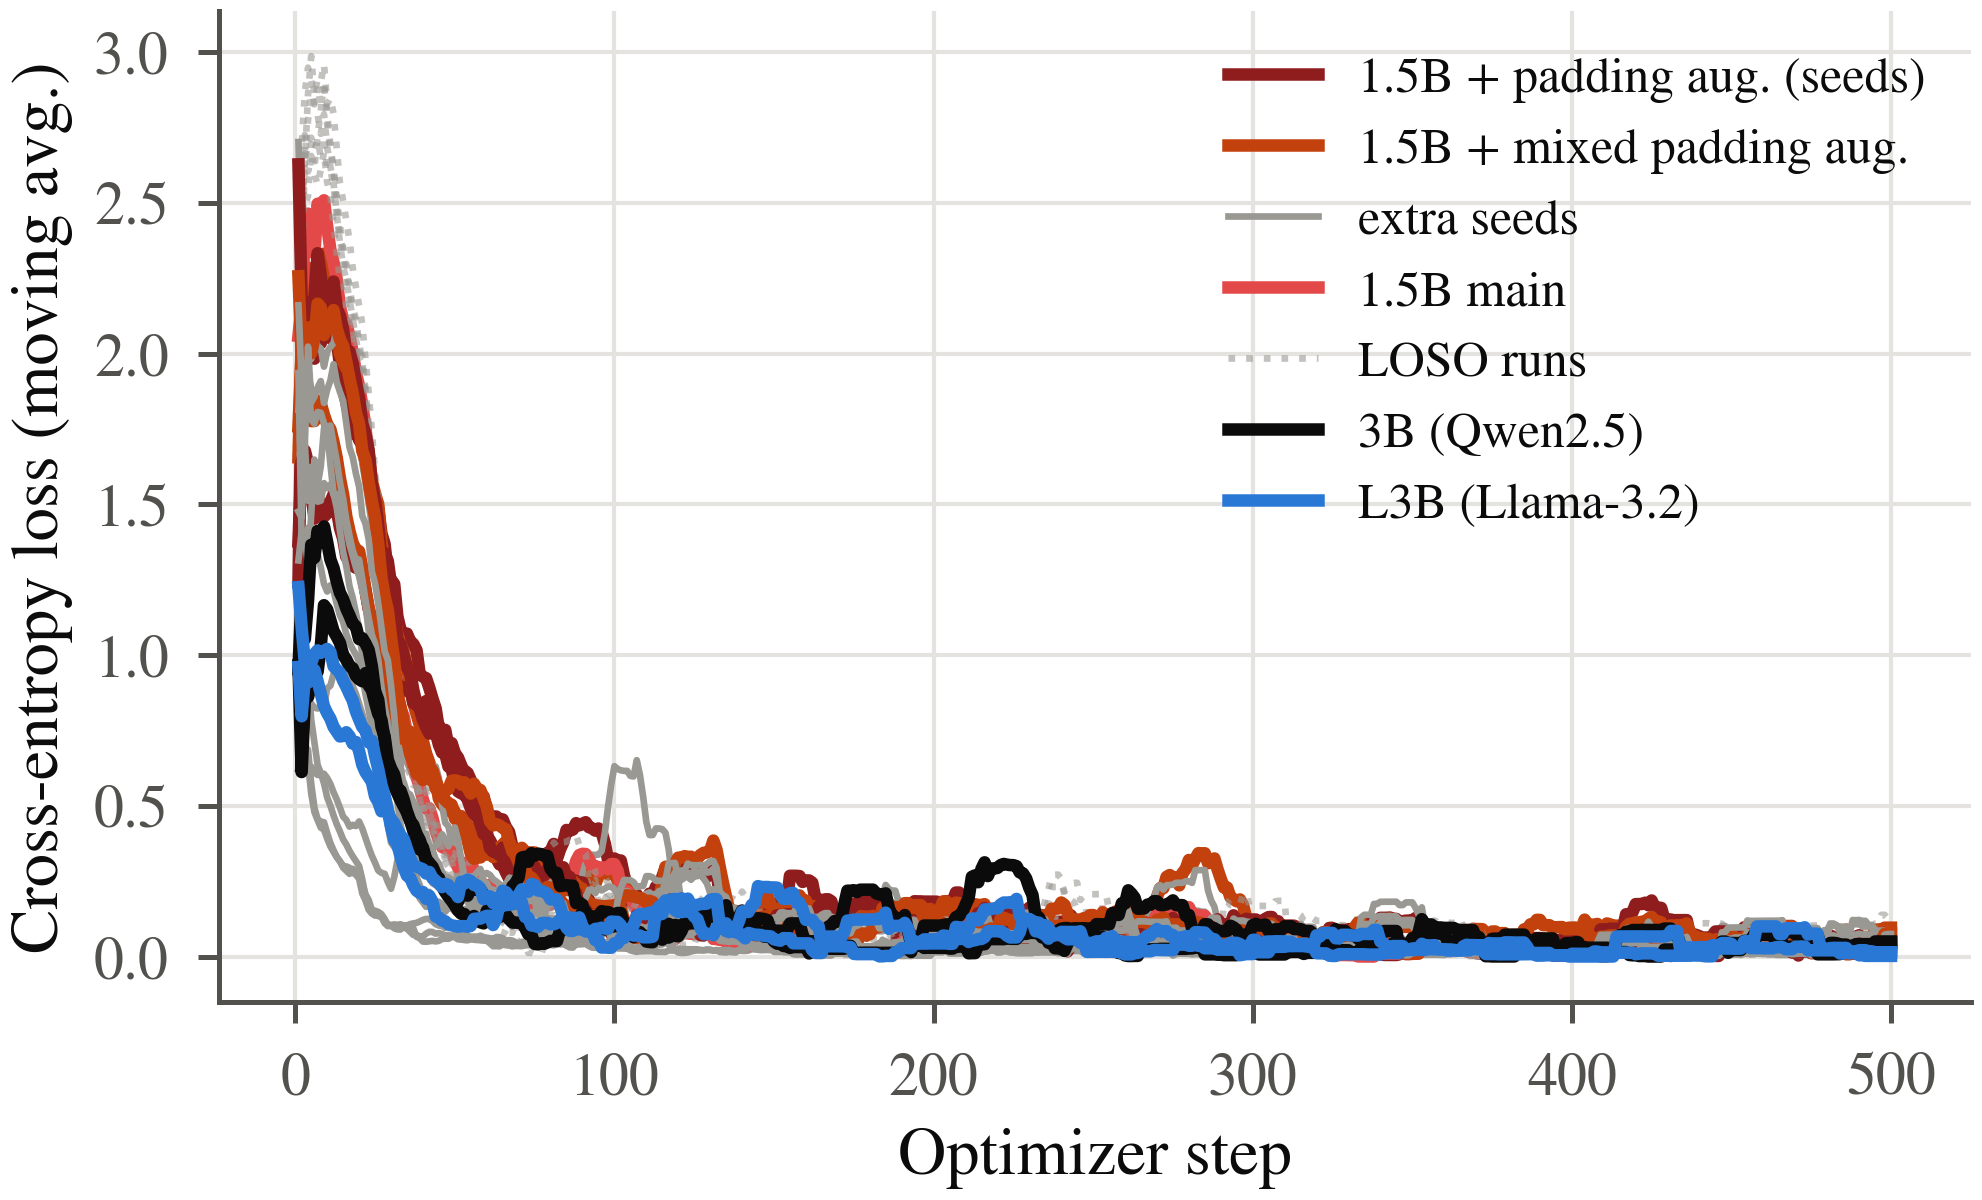 Cross-entropy loss (moving avg.)
3.0
2.5
2.0
1.5
1.0
0.5
0.0
1.5B + padding aug. (seeds)
1.5B + mixed padding aug.
extra seeds
1.5B main
LOSO runs
3B (Qwen2.5)
L3B (Llama-3.2)
0 100 200 300 400 500
Optimizer step